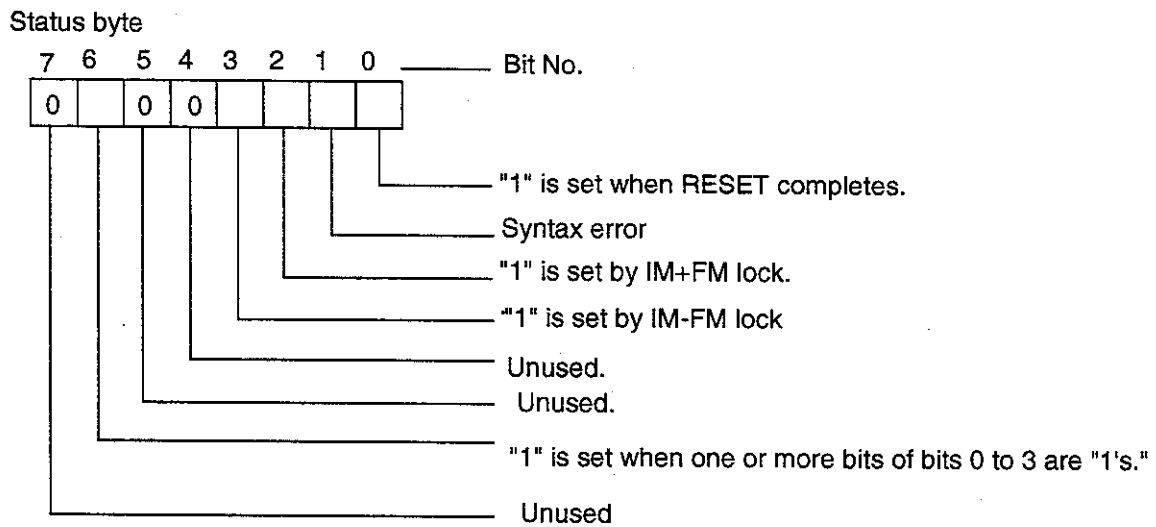 Status byte
7 6 5 4 3 2 1 0 Bit No.
0 0 0
"1" is set when RESET completes.
Syntax error
"1" is set by IM+FM lock.
"1" is set by IM-FM lock
Unused.
Unused.
"1" is set when one or more bits of bits 0 to 3 are "1's."
Unused